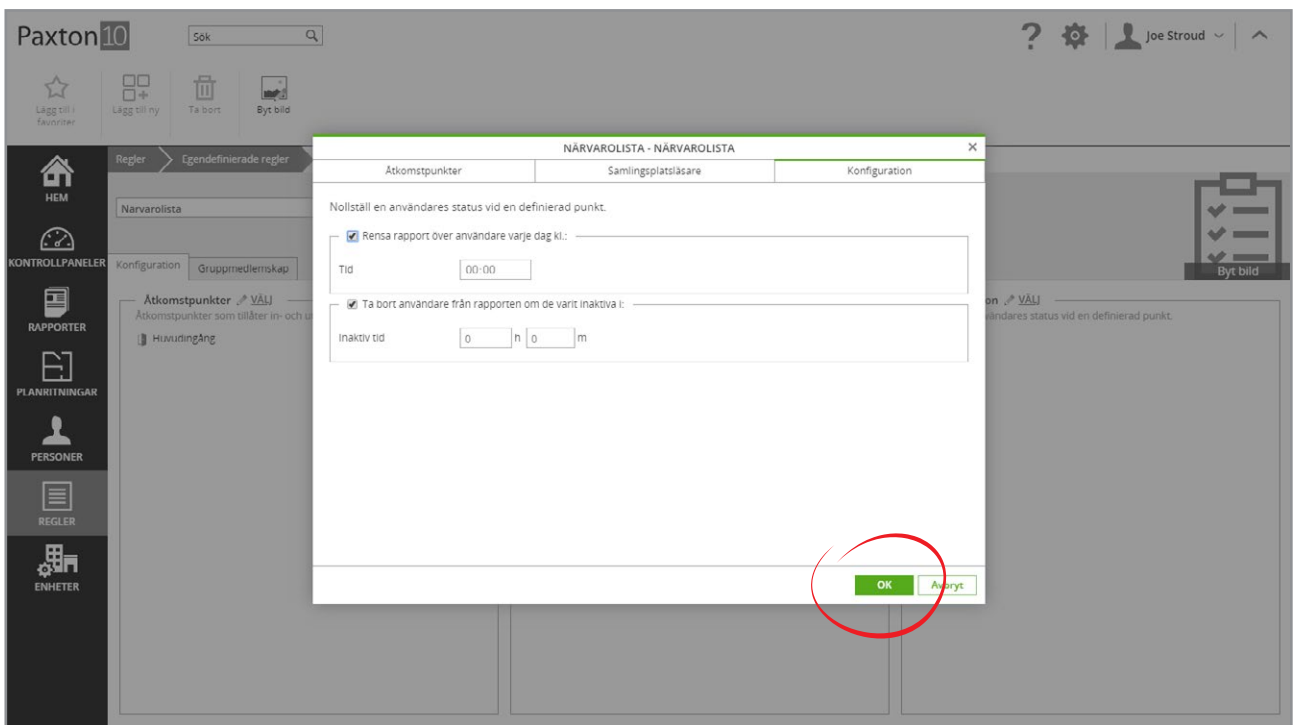 Paxton10
Sök
Joe Stroud
Lägg till i
favoriter
Lägg till ny
Ta bort
Byt bild
HEM
KONTROLLPANELER
RAPPORTER
PLANRITNINGAR
PERSONER
REGLER
ENHETER
Regler
Egendefinierade regler
Narvarolista
Byt bild
Konfiguration
Gruppmedlemskap
Åtkomstpunkter VÄLJ
Åtkomstpunkter som tillåter in- och
Huvudingång
VÄLJ
status vid en definierad punkt.
NÄRVAROLISTA - NÄRVAROLISTA
Åtkomstpunkter
Samlingsplatsläsare
Konfiguration
Nollställ en användares status vid en definierad punkt.
Rensa rapport över användare varje dag kl.:
Tid
00:00
Ta bort användare från rapporten om de varit inaktiva i:
Inaktiv tid
0 h 0 m
OK
Avbryt